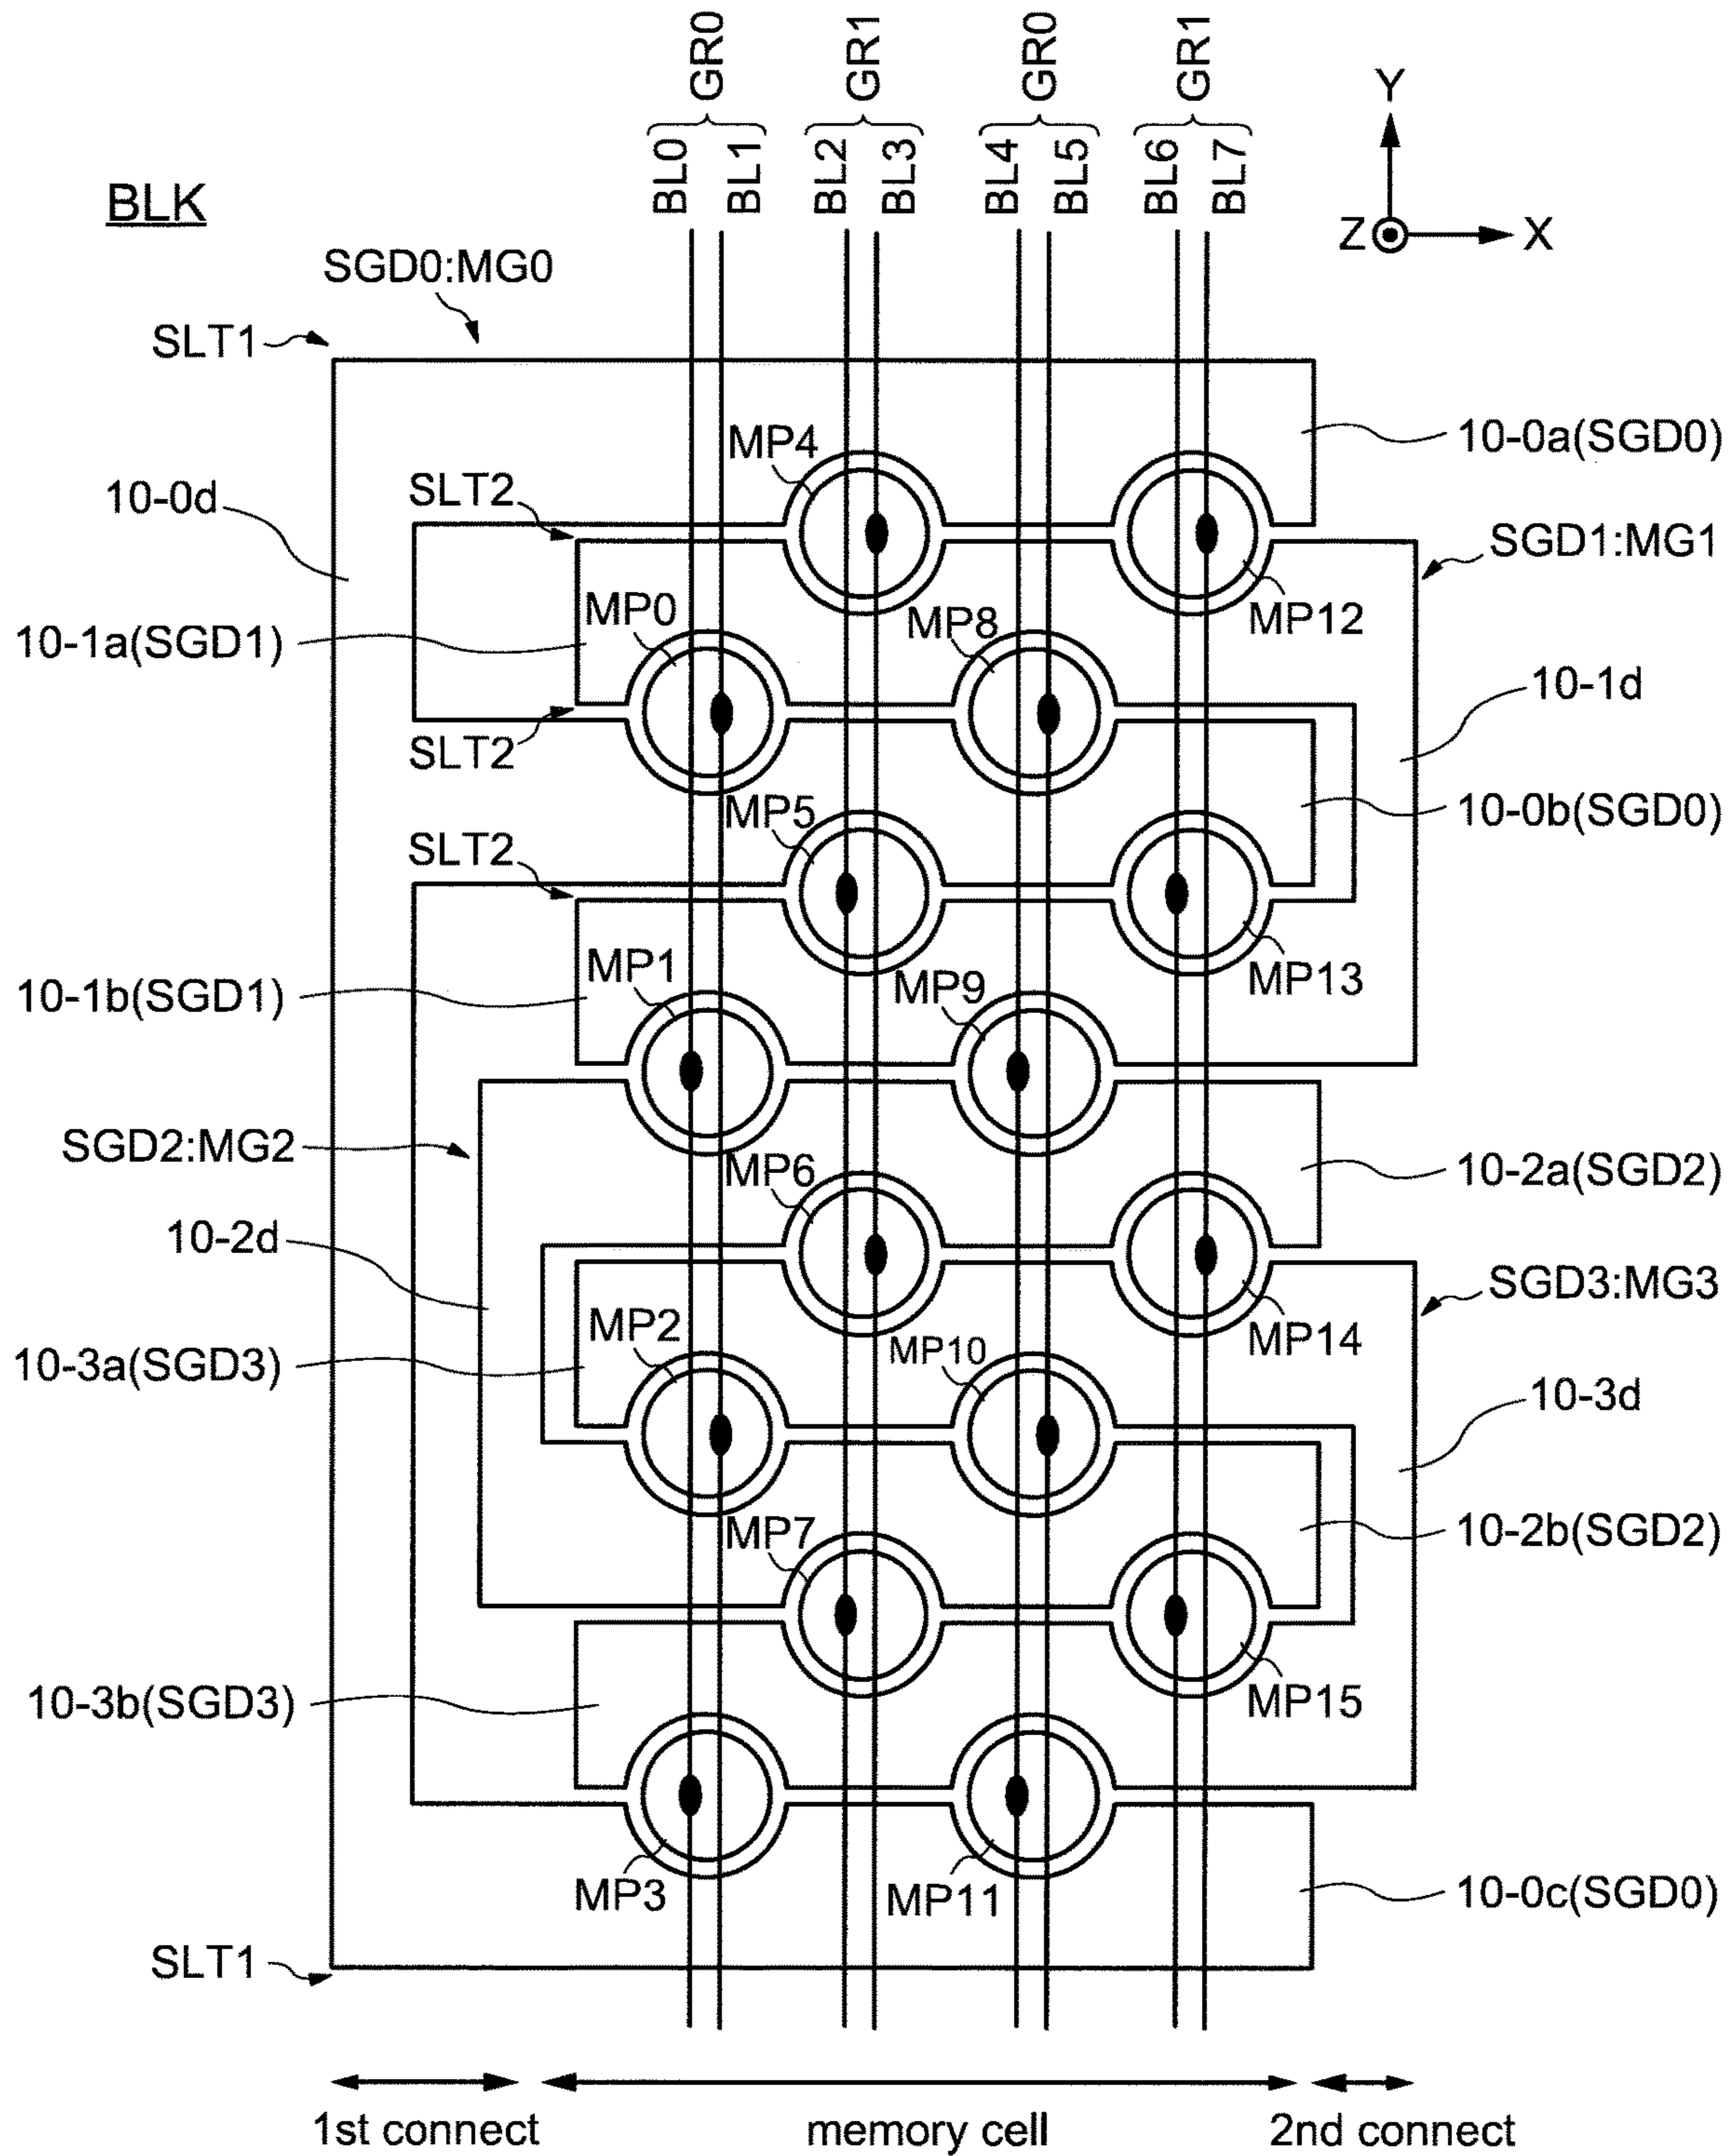 GR0 GR1 GR0 GR1
BL0 BL1 BL2 BL3 BL4 BL5 BL6 BL7
Y
Z X
BLK
SGD0:MG0
SLT1
10-0a(SGD0)
MP4
10-0d
SLT2
SGD1:MG1
MP0
MP8
MP12
10-1a(SGD1)
10-1d
SLT2
MP5
10-0b(SGD0)
SLT2
MP1
MP13
10-1b(SGD1)
MP9
SGD2:MG2
MP6
10-2a(SGD2)
10-2d
SGD3:MG3
MP2
MP10
MP14
10-3a(SGD3)
10-3d
MP7
10-2b(SGD2)
10-3b(SGD3)
MP15
MP3
MP11
10-0c(SGD0)
SLT1
1st connect
memory cell
2nd connect